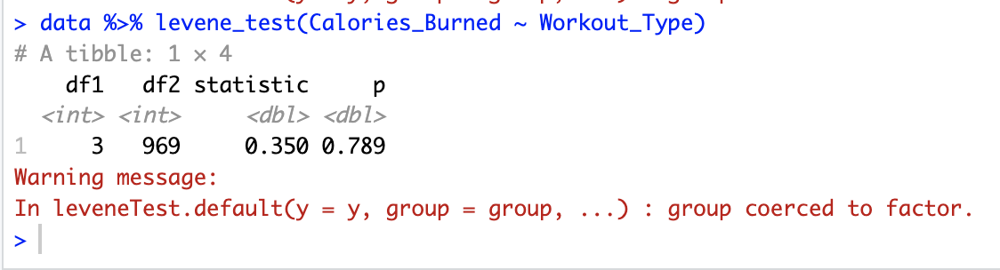 > data %>% levene_test(Calories_Burned ~ Workout_Type)
# A tibble: 1 × 4
df1 df2 statistic p
<int> <int> <dbl> <dbl>
1 3 969 0.350 0.789
Warning message:
In leveneTest.default(y = y, group = group, ...) : group coerced to factor.
>